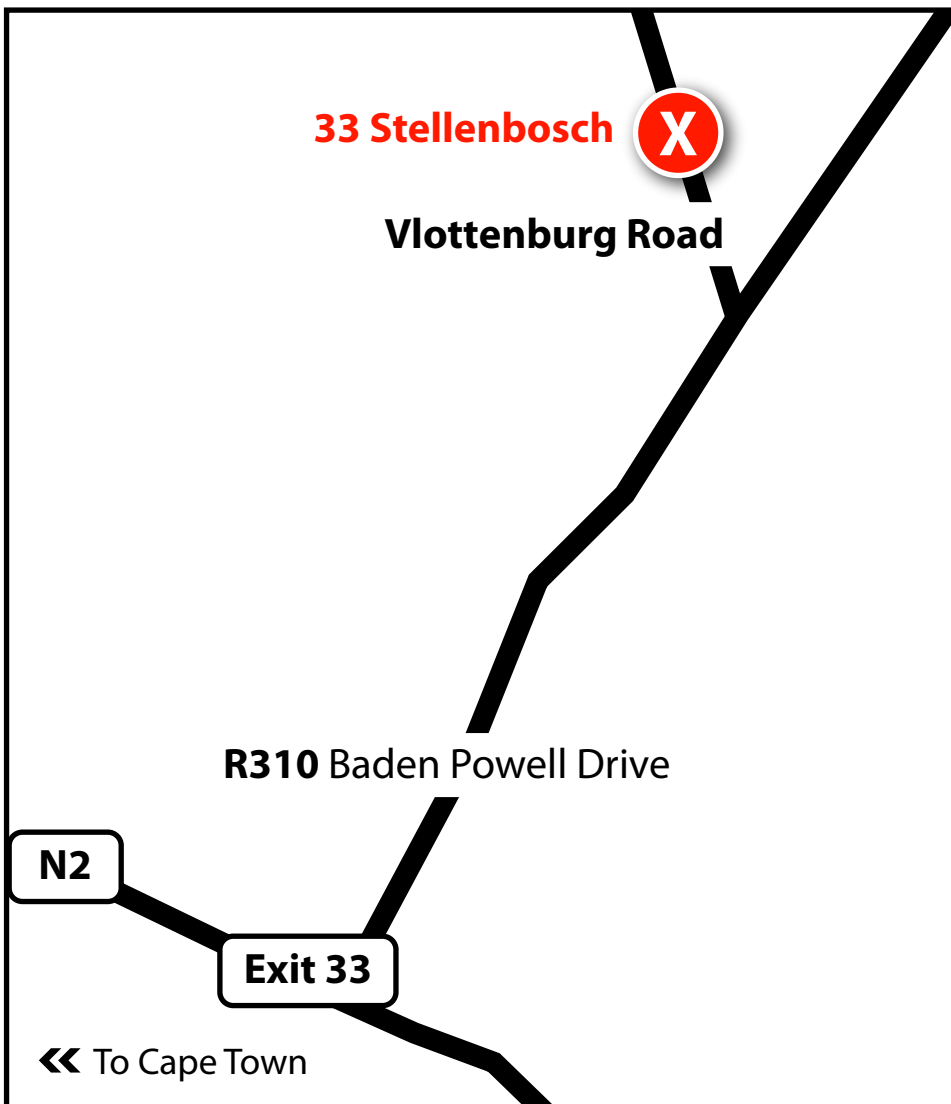 33 Stellenbosch
X
Vlottenburg Road
R310 Baden Powell Drive
N2
Exit 33
To Cape Town